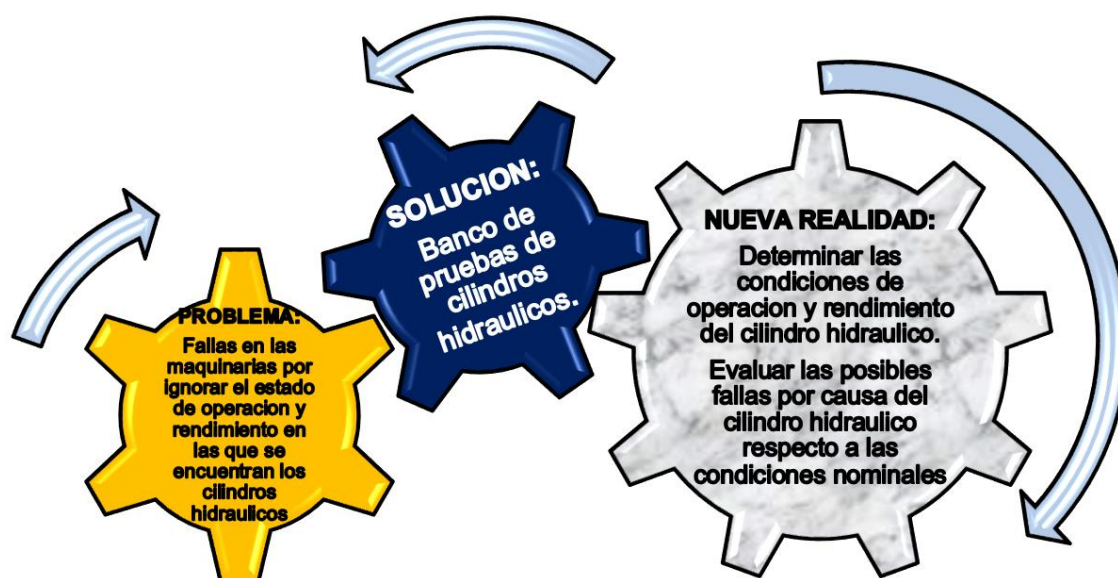 PROBLEMA:
Fallas en las
maquinarias por
ignorar el estado
de operacion y
rendimiento en
las que se
encuentran los
cilindros
hidraulicos
SOLUCION:
Banco de
pruebas de
cilindros
hidraulicos.
NUEVA REALIDAD:
Determinar las
condiciones de
operacion y rendimiento
del cilindro hidraulico.
Evaluar las posibles
fallas por causa del
cilindro hidraulico
respecto a las
condiciones nominales